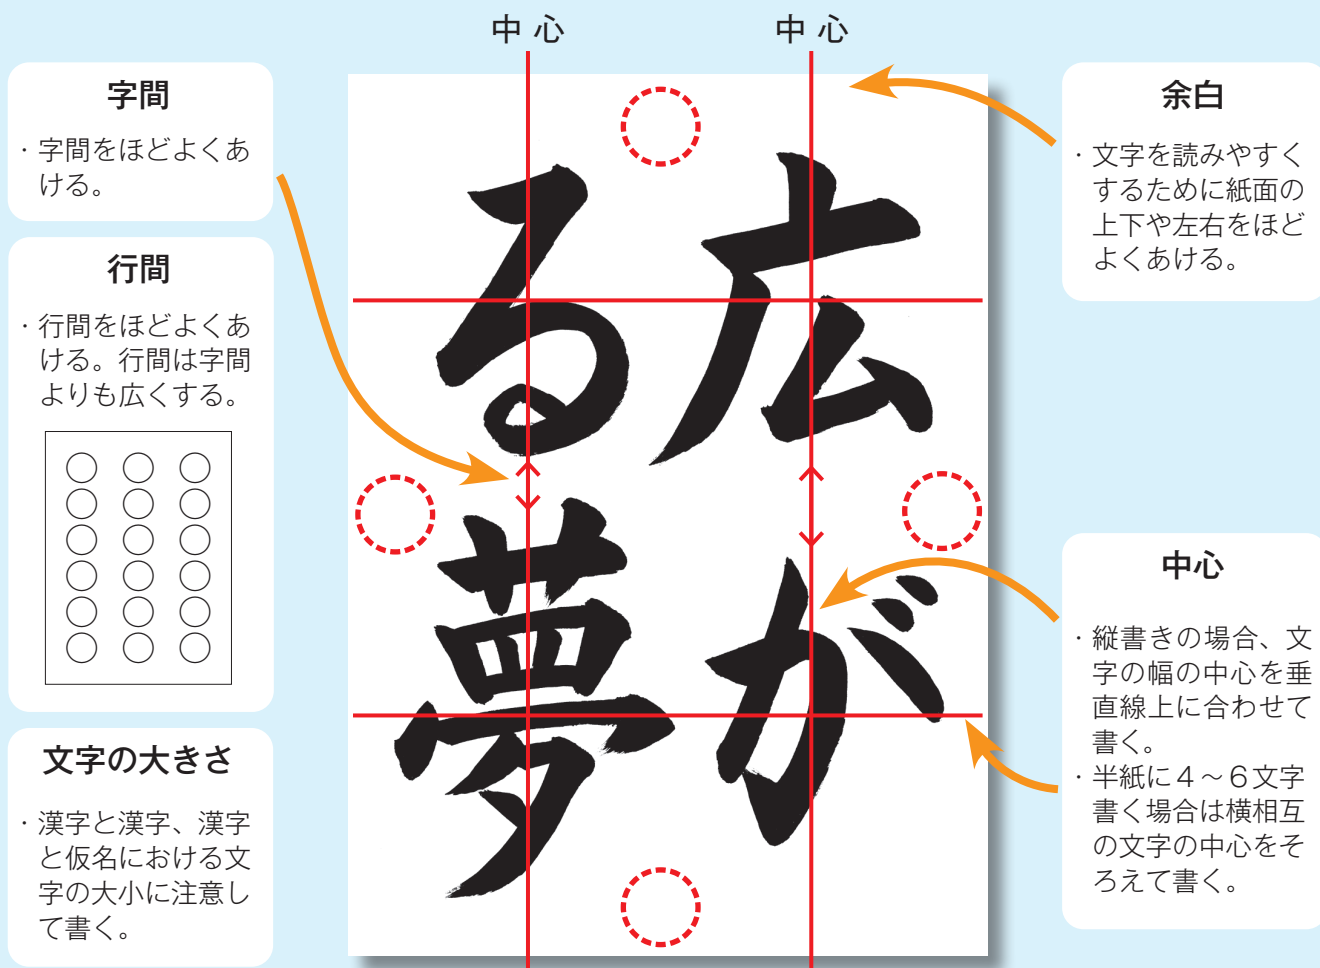 中心
中心
字間
・字間をほどよくあ
ける。
行間
・行間をほどよくあ
ける。行間は字間
よりも広くする。
文字の大きさ
・漢字と漢字、漢字
と仮名における文
字の大小に注意し
て書く。
広が
る夢
余白
・文字を読みやすく
するために紙面の
上下や左右をほど
よくあける。
中心
・縦書きの場合、文
字の幅の中心を垂
直線上に合わせて
書く。
・半紙に４～６文字
書く場合は横相互
の文字の中心をそ
ろえて書く。